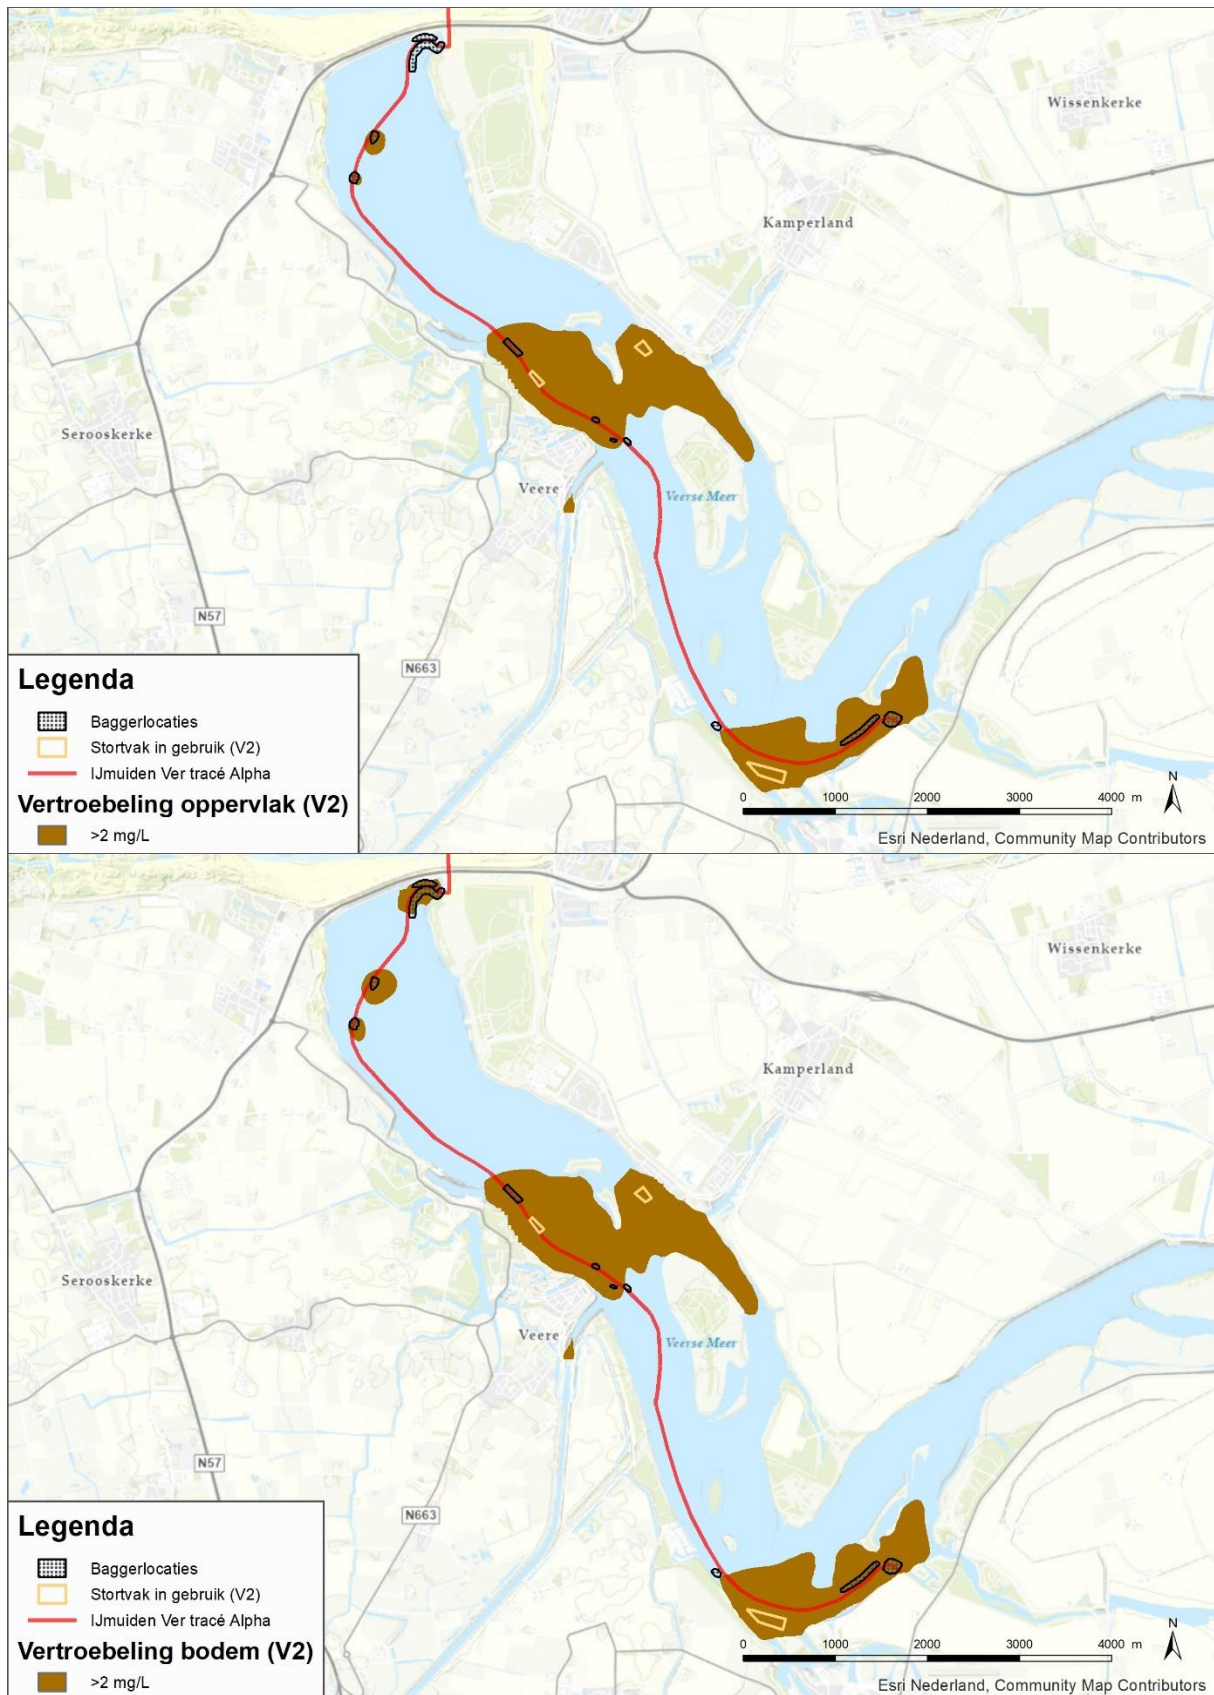 Wissenkerke
Kamperland
Serooskerke
Veere
Veerse Meer
N57
N663
Legenda
Baggerlocaties
Stortvak in gebruik (V2)
IJmuiden Ver tracé Alpha
Vertroebeling oppervlak (V2)
>2 mg/L
0 1000 2000 3000 4000 m
N
Esri Nederland, Community Map Contributors
Wissenkerke
Kamperland
Serooskerke
Veere
Veerse Meer
N57
N663
Legenda
Baggerlocaties
Stortvak in gebruik (V2)
IJmuiden Ver tracé Alpha
Vertroebeling bodem (V2)
>2 mg/L
0 1000 2000 3000 4000 m
N
Esri Nederland, Community Map Contributors